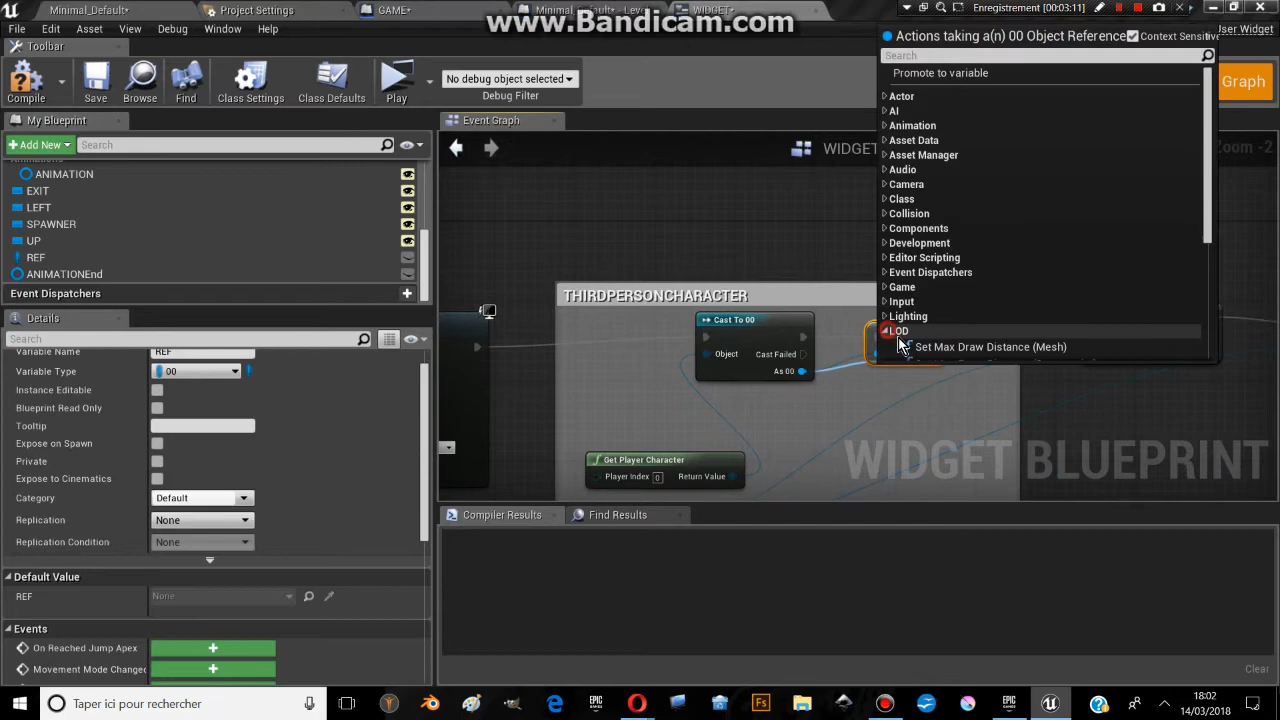 www.Bandicam.com
Minimal_Default*
Project Settings
GAME*
Minimal_Default*
WIDGET*
Enregistrement [00:03:11]
File Edit Asset View Debug Window Help
User Widget
Toolbar
Compile
Save
Browse
Find
Class Settings
Class Defaults
Play
No debug object selected
Debug Filter
Graph
My Blueprint
Add New
Search
ANIMATION
EXIT
LEFT
SPAWNER
UP
REF
ANIMATIONEnd
Event Dispatchers
Details
Search
Variable Name REF
Variable Type 00
Instance Editable
Blueprint Read Only
Tooltip
Expose on Spawn
Private
Expose to Cinematics
Category Default
Replication None
Replication Condition None
Default Value
REF None
Events
On Reached Jump Apex
Movement Mode Changed
Event Graph
WIDGET
Zoom -2
THIRDPERSONCHARACTER
Cast To 00
Object Cast Failed
As 00
Get Player Character
Player Index 0 Return Value
WIDGET BLUEPRINT
Actions taking a(n) 00 Object Reference
Context Sensitive
Search
Promote to variable
Actor
AI
Animation
Asset Data
Asset Manager
Audio
Camera
Class
Collision
Components
Development
Editor Scripting
Event Dispatchers
Game
Input
Lighting
LOD
Set Max Draw Distance (Mesh)
Compiler Results
Find Results
Clear
Taper ici pour rechercher
18:02
14/03/2018